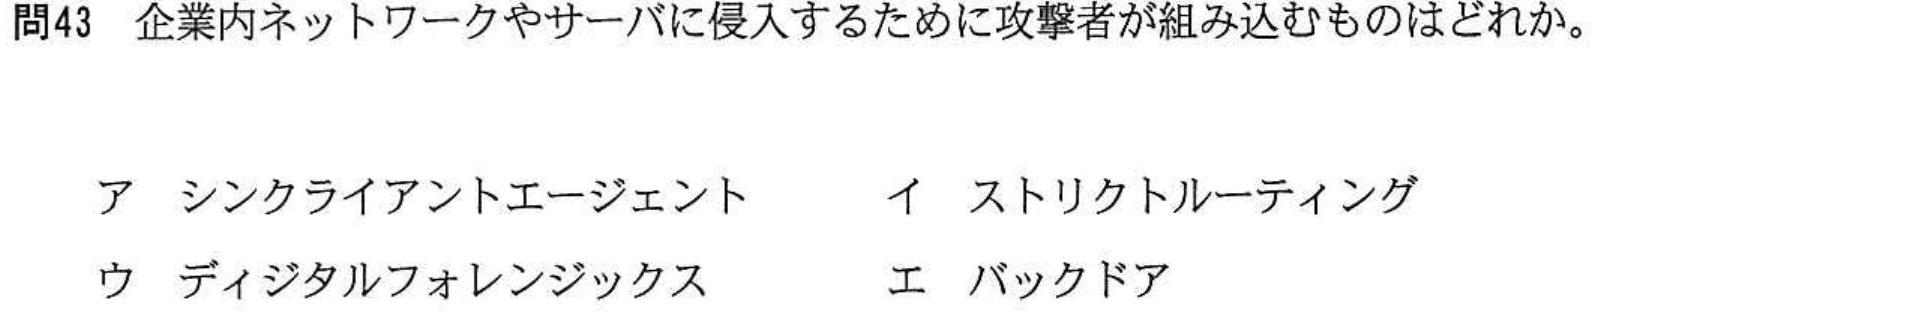 問43 企業内ネットワークやサーバに侵入するために攻撃者が組み込むものはどれか。
ア シンクライアントエージェント イ ストリクトルーティング
ウ ディジタルフォレンジックス エ バックドア